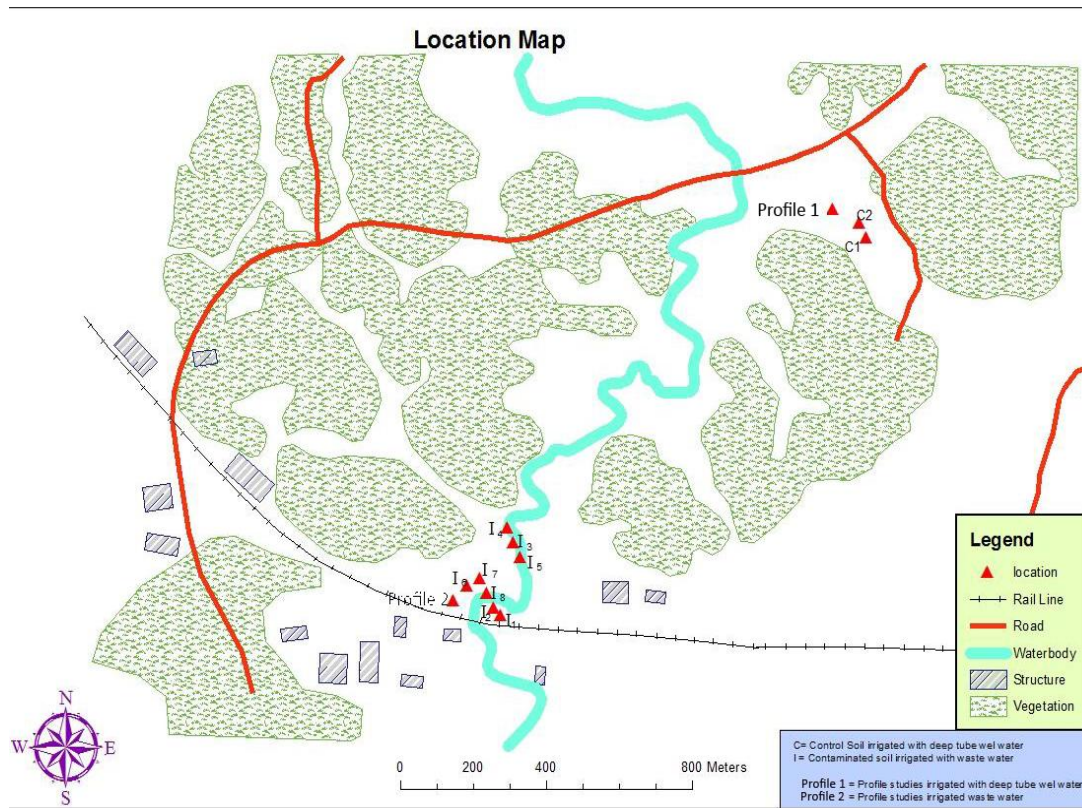 Location Map
Profile 1
C2
C1
I4
I3
I5
I7
I8
Profile 2
I2
I1
N
W E
S
0 200 400 800 Meters
Legend
location
Rail Line
Road
Waterbody
Structure
Vegetation
C= Control Soil irrigated with deep tube wel water
I = Contaminated soil irrigated with waste water
Profile 1 = Profile studies irrigated with deep tube wel water
Profile 2 = Profile studies irrigated waste water